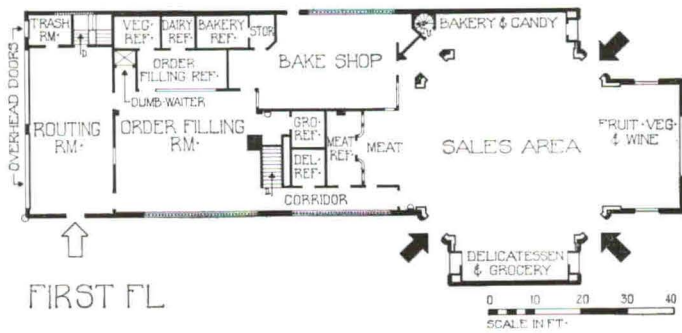 TRASH
RM·
OVERHEAD DOORS
D
VEG·
REF·
DAIRY
REF·
BAKERY
REF·
STOR
ORDER
FILLING REF·
DUMB-WAITER
BAKE SHOP
BAKERY & CANDY
ROUTING
RM·
ORDER FILLING
RM·
GRO·
REF·
DEL·
REF·
MEAT
REF·
MEAT
SALES AREA
FRUIT·VEG·
& WINE
CORRIDOR
DELICATESSEN
& GROCERY
FIRST FL
0 10 20 30 40
SCALE IN FT·